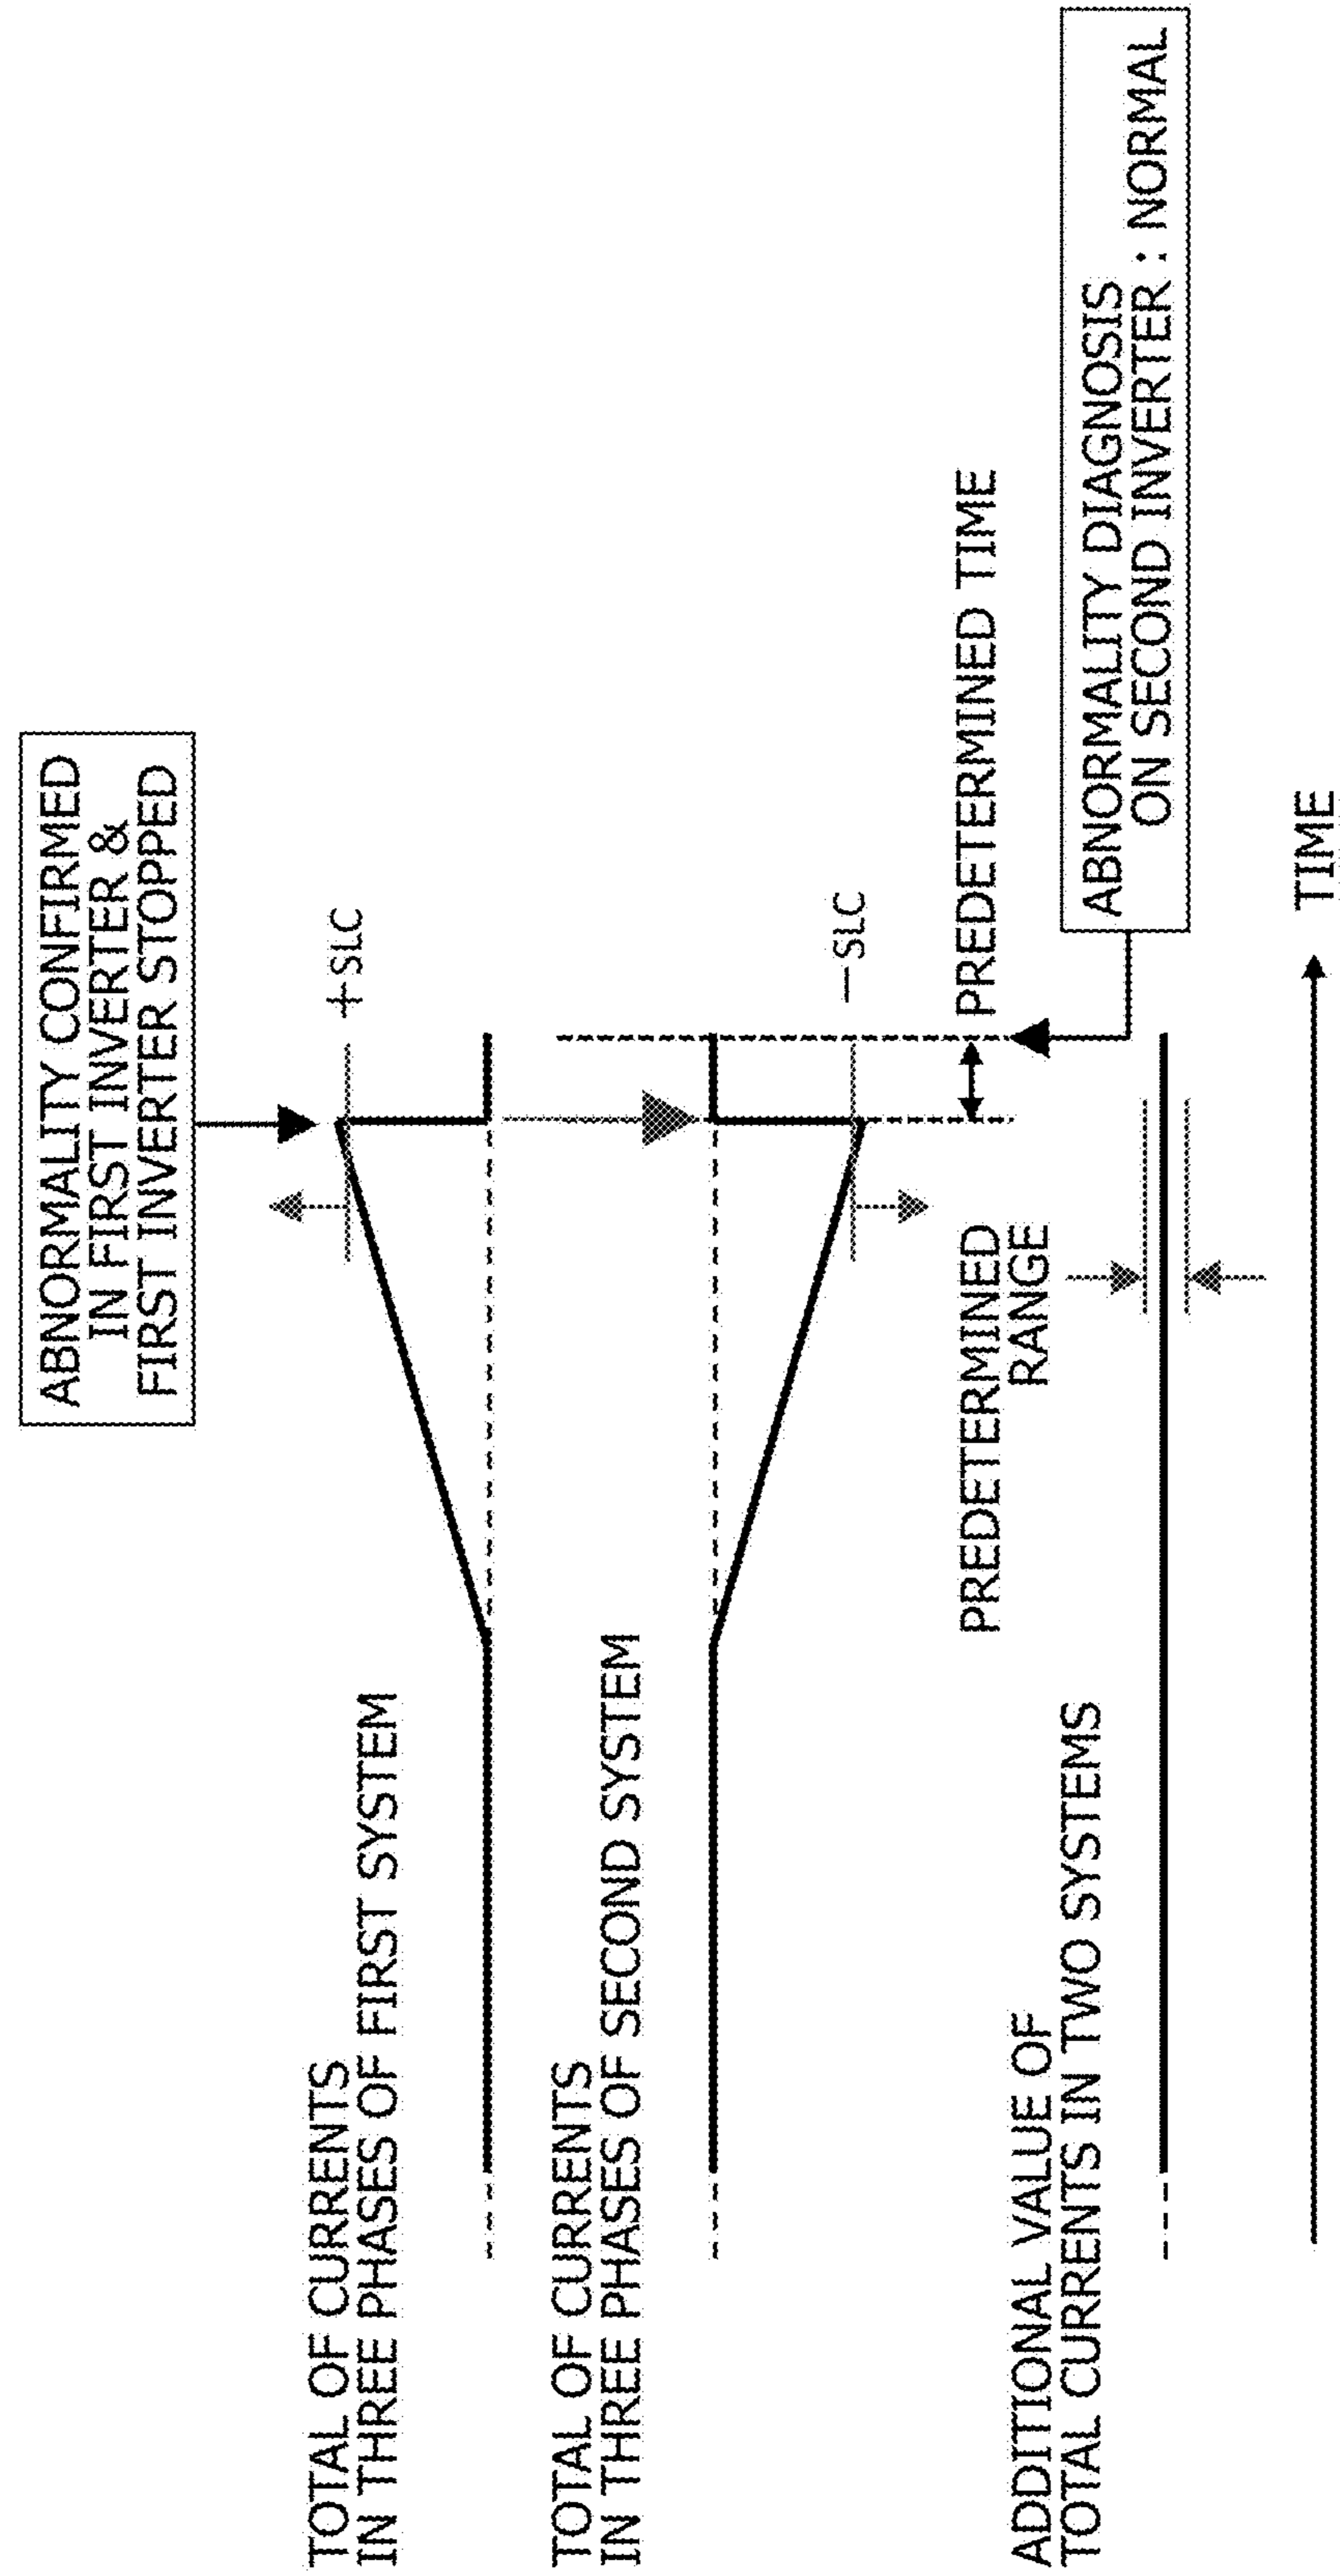 ABNORMALITY CONFIRMED
IN FIRST INVERTER &
FIRST INVERTER STOPPED
TOTAL OF CURRENTS
IN THREE PHASES OF FIRST SYSTEM
+SLC
TOTAL OF CURRENTS
IN THREE PHASES OF SECOND SYSTEM
−SLC
PREDETERMINED TIME
PREDETERMINED
RANGE
ADDITIONAL VALUE OF
TOTAL CURRENTS IN TWO SYSTEMS
ABNORMALITY DIAGNOSIS
ON SECOND INVERTER : NORMAL
TIME